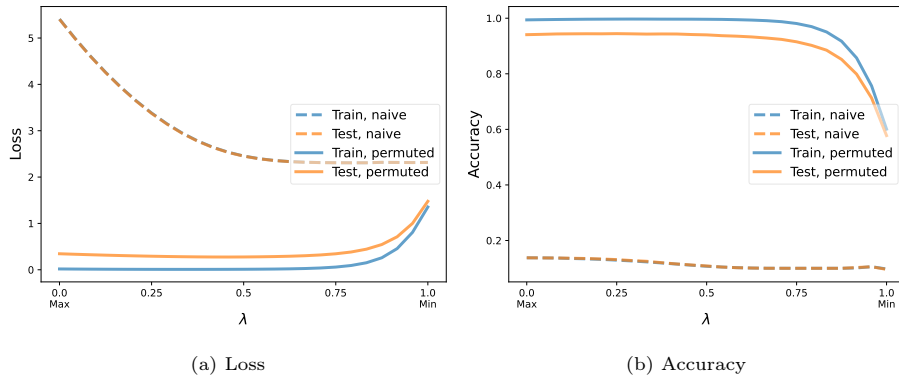 5
4
3
2
1
0
Loss
Train, naive
Test, naive
Train, permuted
Test, permuted
0.0
Max
0.25
0.5
0.75
1.0
Min
λ
(a) Loss
1.0
0.8
0.6
0.4
0.2
Accuracy
Train, naive
Test, naive
Train, permuted
Test, permuted
0.0
Max
0.25
0.5
0.75
1.0
Min
λ
(b) Accuracy